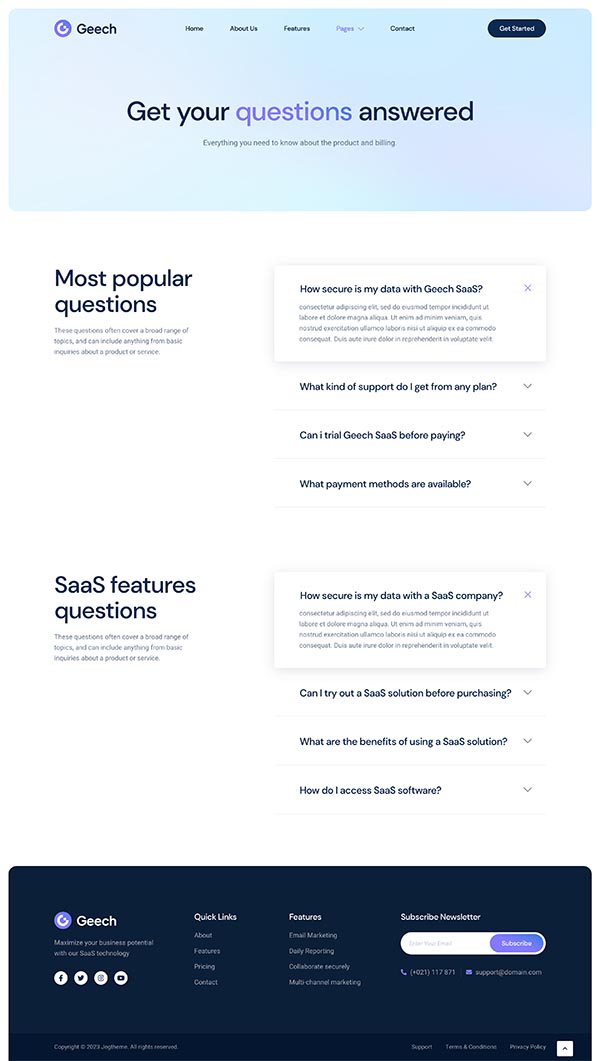 Geech
Home
About Us
Features
Pages
Contact
Get Started
Get your questions answered
Everything you need to know about the product and billing.
Most popular
questions
These questions often cover a broad range of
topics, and can include anything from basic
inquiries about a product or service.
How secure is my data with Geech SaaS?
consectetur adipiscing elit, sed do eiusmod tempor incididunt ut
labore et dolore magna aliqua. Ut enim ad minim veniam, quis
nostrud exercitation ullamco laboris nisi ut aliquip ex ea commodo
consequat. Duis aute irure dolor in reprehenderit in voluptate velit.
What kind of support do I get from any plan?
Can i trial Geech SaaS before paying?
What payment methods are available?
SaaS features
questions
These questions often cover a broad range of
topics, and can include anything from basic
inquiries about a product or service.
How secure is my data with a SaaS company?
consectetur adipiscing elit, sed do eiusmod tempor incididunt ut
labore et dolore magna aliqua. Ut enim ad minim veniam, quis
nostrud exercitation ullamco laboris nisi ut aliquip ex ea commodo
consequat. Duis aute irure dolor in reprehenderit in voluptate velit.
Can I try out a SaaS solution before purchasing?
What are the benefits of using a SaaS solution?
How do I access SaaS software?
Geech
Maximize your business potential
with our SaaS technology
Quick Links
About
Features
Pricing
Contact
Features
Email Marketing
Daily Reporting
Collaborate securely
Multi-channel marketing
Subscribe Newsletter
Enter Your Email
Subscribe
(+021) 117 871
support@domain.com
Copyright © 2023 Jegtheme. All rights reserved.
Support
Terms & Conditions
Privacy Policy